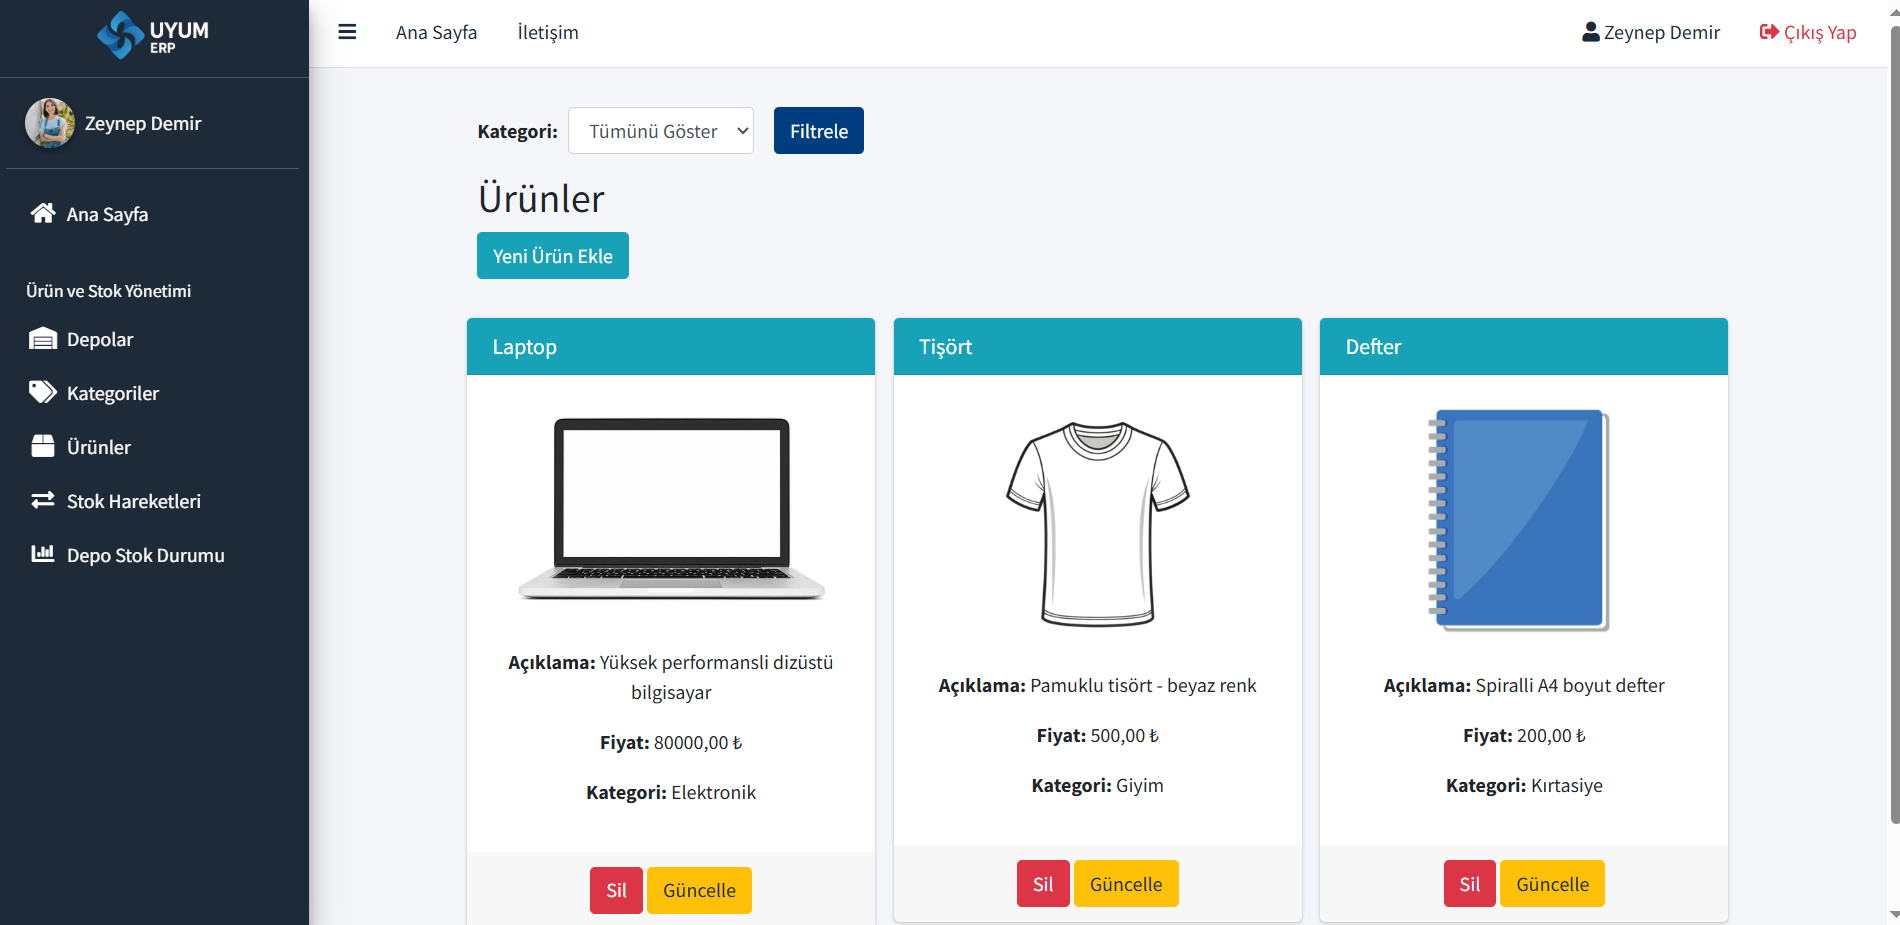 UYUM
ERP
Ana Sayfa
İletişim
Zeynep Demir
Çıkış Yap
Zeynep Demir
Ana Sayfa
Ürün ve Stok Yönetimi
Depolar
Kategoriler
Ürünler
Stok Hareketleri
Depo Stok Durumu
Kategori: Tümünü Göster
Filtrele
Ürünler
Yeni Ürün Ekle
Laptop
Açıklama: Yüksek performansli dizüstü
bilgisayar
Fiyat: 80000,00 ₺
Kategori: Elektronik
Sil
Güncelle
Tişört
Açıklama: Pamuklu tisört - beyaz renk
Fiyat: 500,00 ₺
Kategori: Giyim
Sil
Güncelle
Defter
Açıklama: Spiralli A4 boyut defter
Fiyat: 200,00 ₺
Kategori: Kırtasiye
Sil
Güncelle